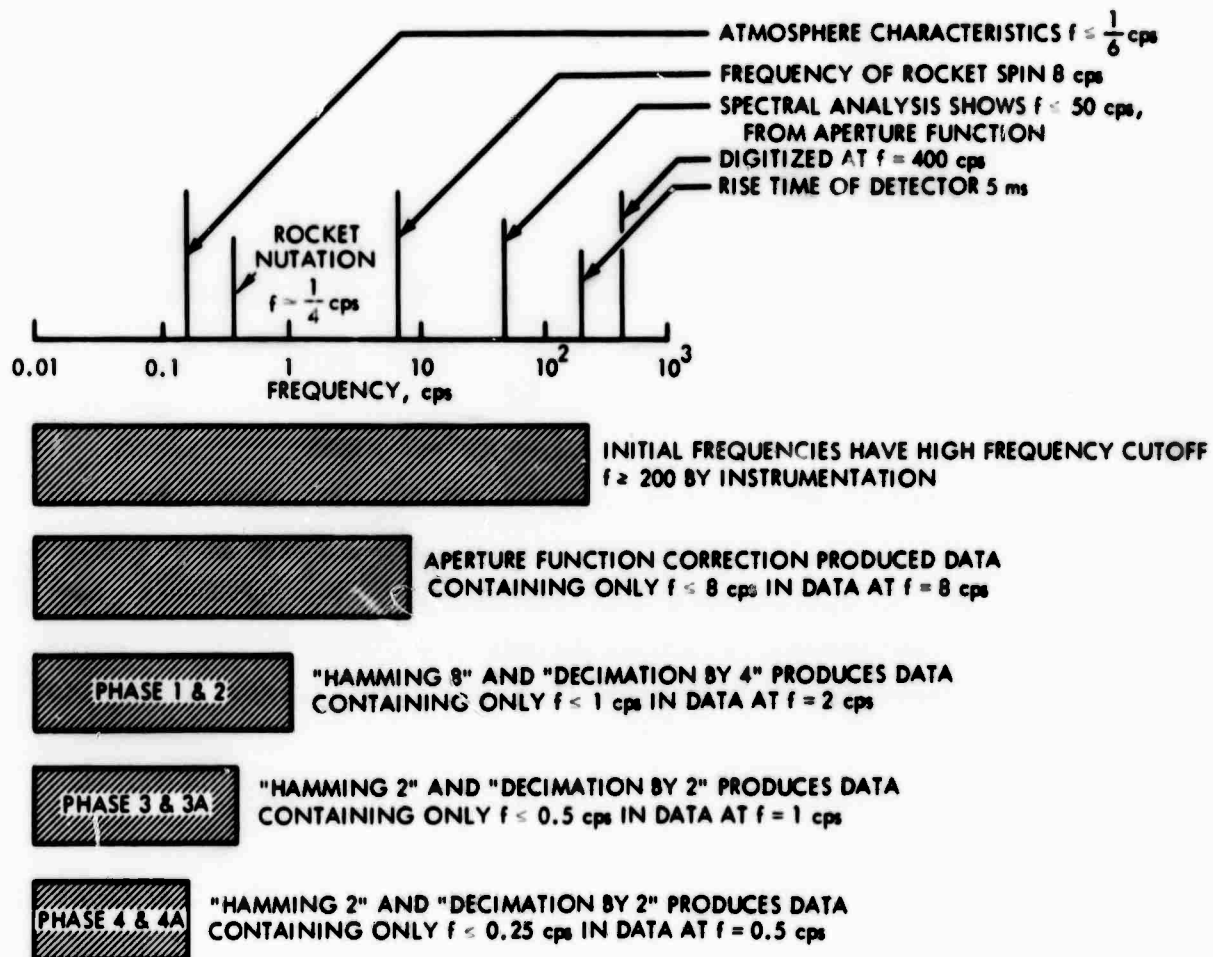 ATMOSPHERE CHARACTERISTICS f ≤ 1/6 cps
FREQUENCY OF ROCKET SPIN 8 cps
SPECTRAL ANALYSIS SHOWS f < 50 cps,
FROM APERTURE FUNCTION
DIGITIZED AT f = 400 cps
RISE TIME OF DETECTOR 5 ms
ROCKET
NUTATION
f ≈ 1/4 cps
0.01 0.1 1 10 10² 10³
FREQUENCY, cps
INITIAL FREQUENCIES HAVE HIGH FREQUENCY CUTOFF
f ≥ 200 BY INSTRUMENTATION
APERTURE FUNCTION CORRECTION PRODUCED DATA
CONTAINING ONLY f ≤ 8 cps IN DATA AT f = 8 cps
PHASE 1 & 2
"HAMMING 8" AND "DECIMATION BY 4" PRODUCES DATA
CONTAINING ONLY f < 1 cps IN DATA AT f = 2 cps
PHASE 3 & 3A
"HAMMING 2" AND "DECIMATION BY 2" PRODUCES DATA
CONTAINING ONLY f ≤ 0.5 cps IN DATA AT f = 1 cps
PHASE 4 & 4A
"HAMMING 2" AND "DECIMATION BY 2" PRODUCES DATA
CONTAINING ONLY f ≤ 0.25 cps IN DATA AT f = 0.5 cps